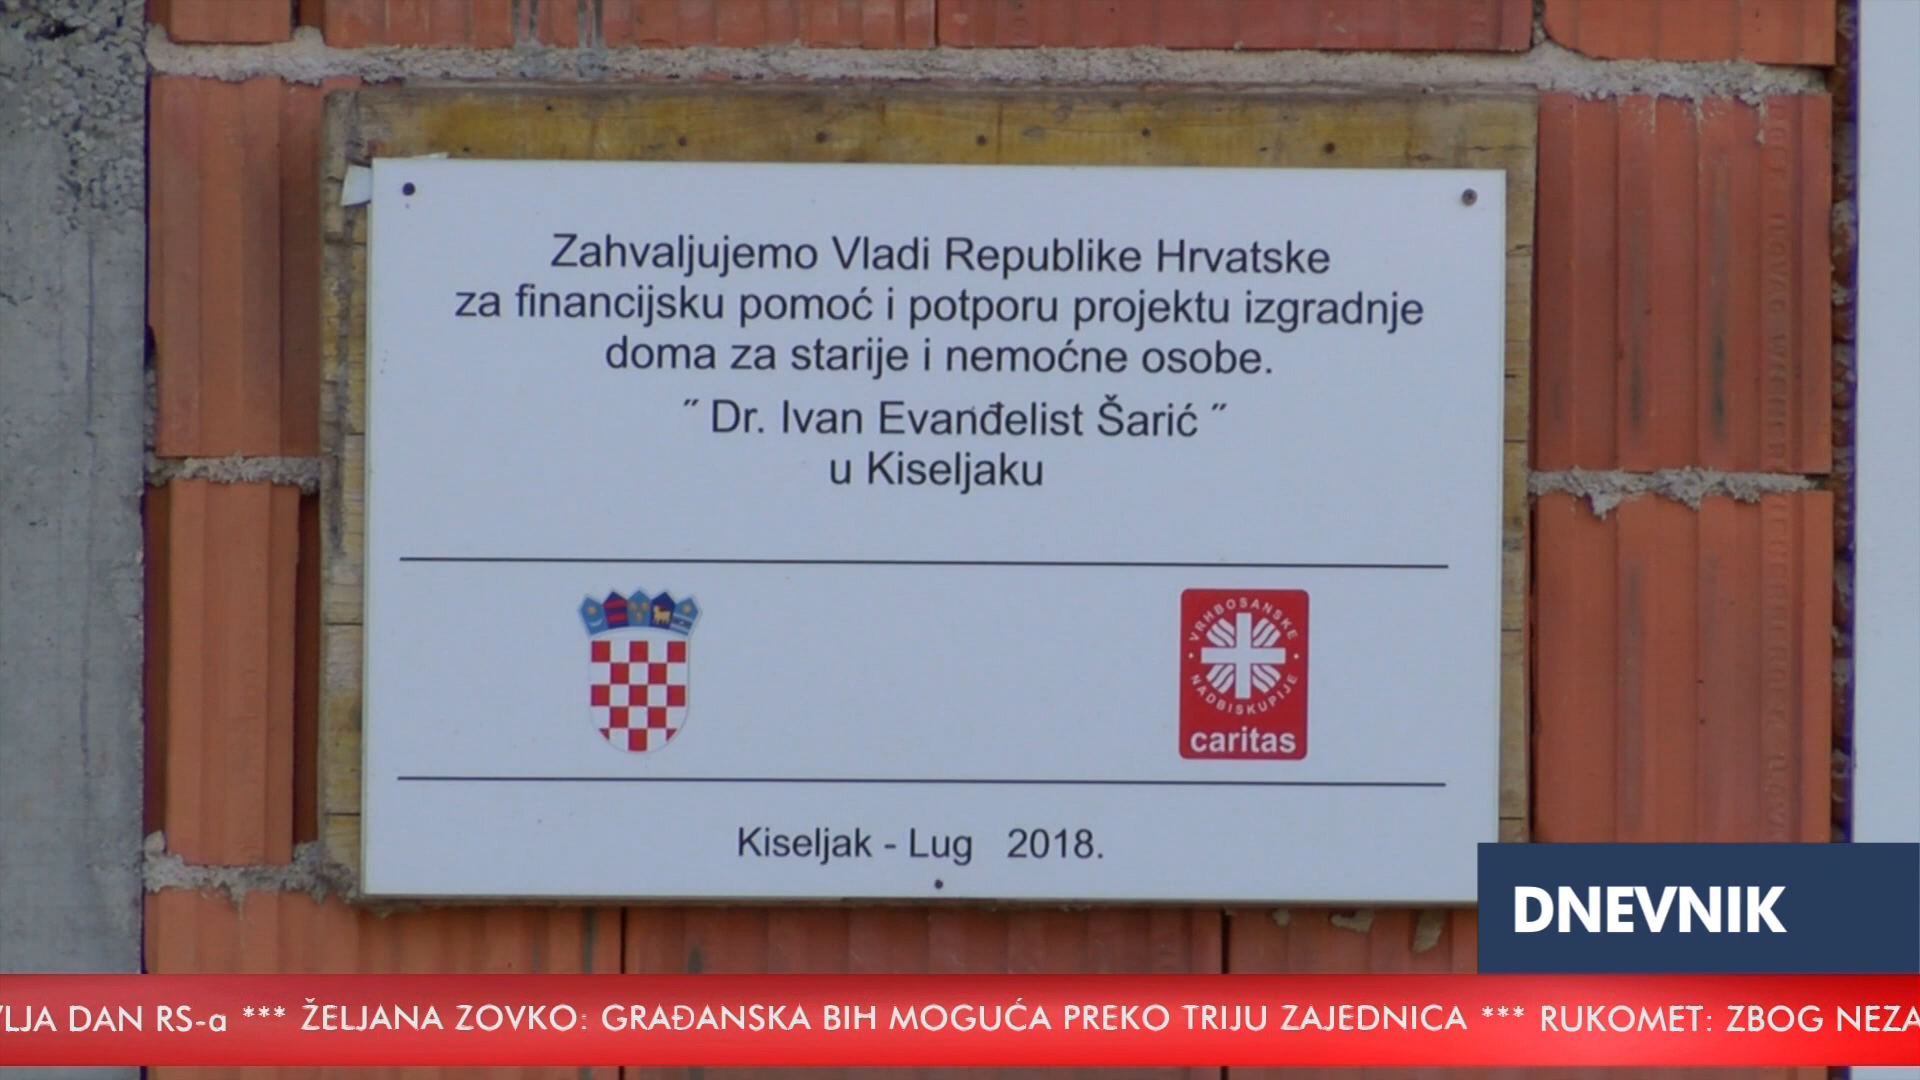 Zahvaljujemo Vladi Republike Hrvatske
za financijsku pomoć i potporu projektu izgradnje
doma za starije i nemoćne osobe.
˝ Dr. Ivan Evanđelist Šarić ˝
u Kiseljaku
VRHBOSANSKE
NADBISKUPIJE
caritas
Kiseljak - Lug 2018.
DNEVNIK
VLJA DAN RS-a *** ŽELJANA ZOVKO: GRAĐANSKA BIH MOGUĆA PREKO TRIJU ZAJEDNICA *** RUKOMET: ZBOG NEZA